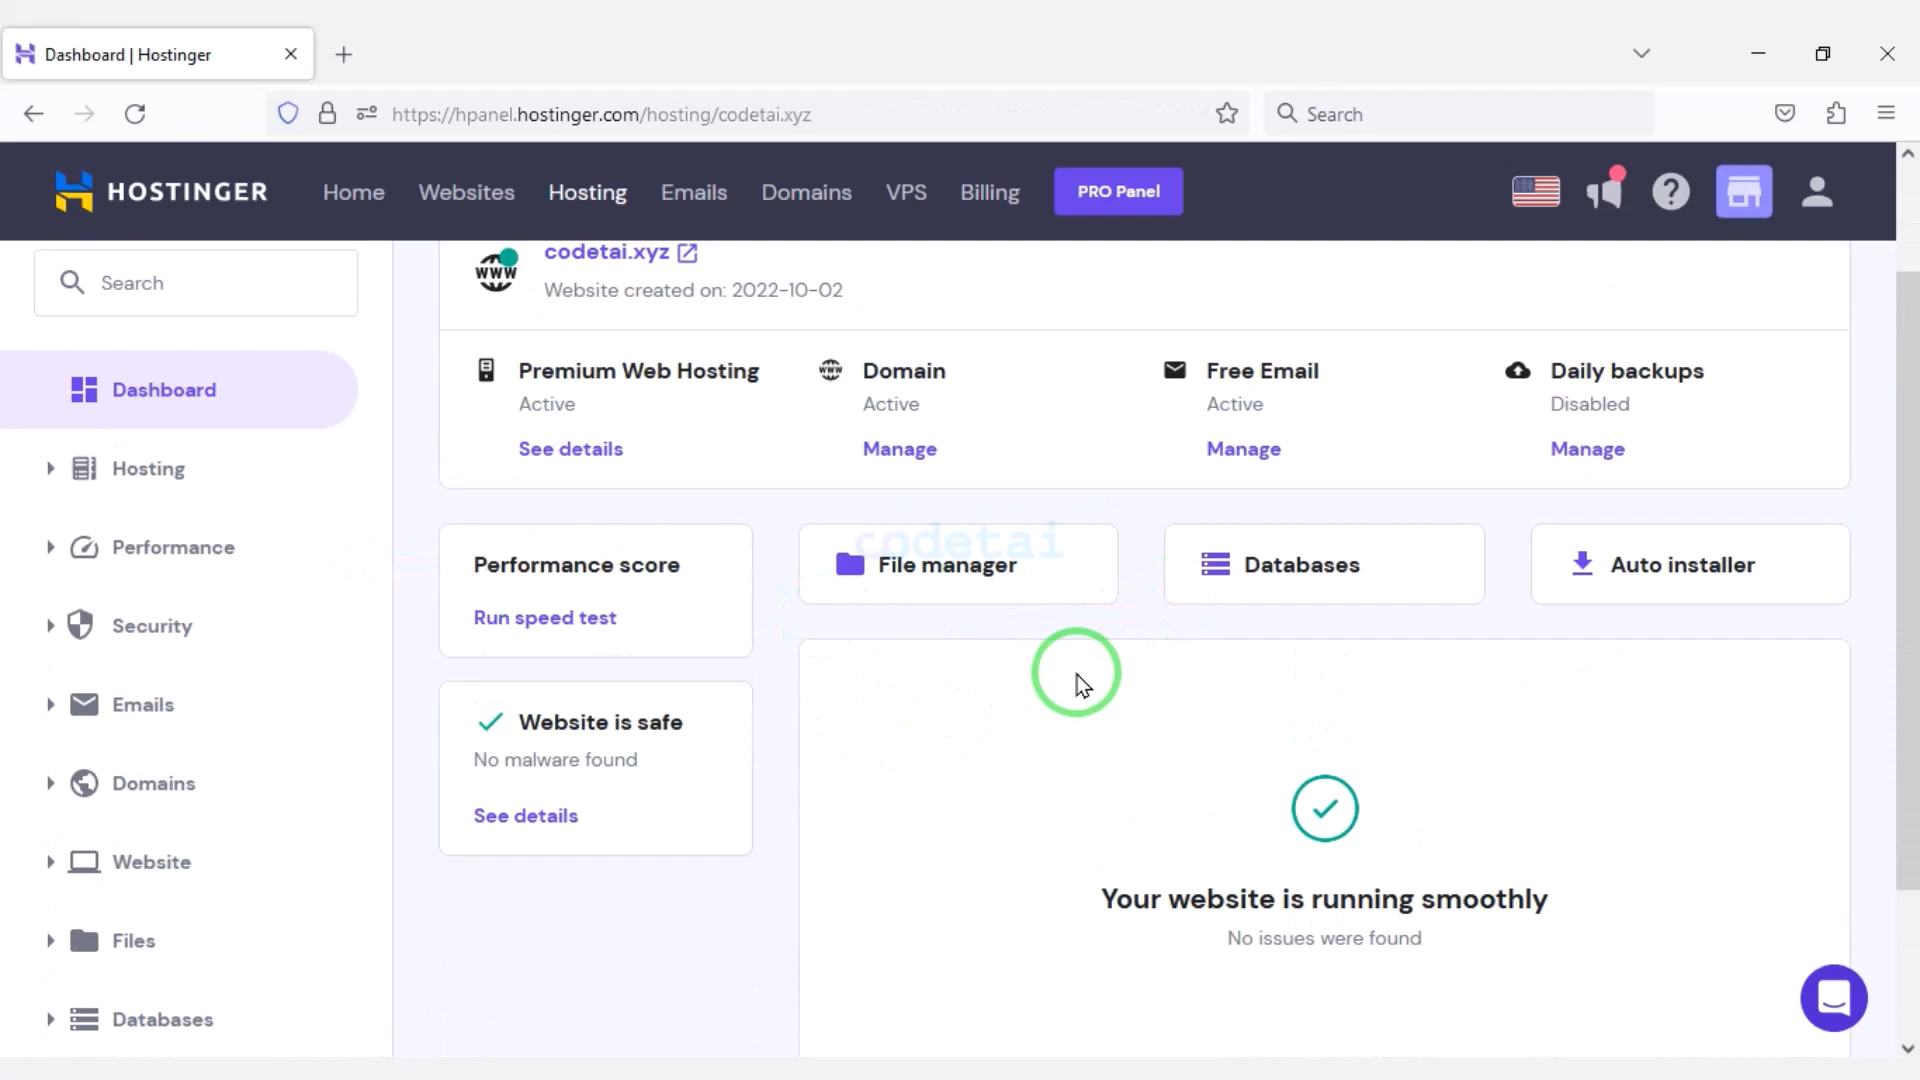 Dashboard | Hostinger
https://hpanel.hostinger.com/hosting/codetai.xyz
Search
HOSTINGER
Home
Websites
Hosting
Emails
Domains
VPS
Billing
PRO Panel
Search
Dashboard
Hosting
Performance
Security
Emails
Domains
Website
Files
Databases
www
codetai.xyz
Website created on: 2022-10-02
Premium Web Hosting
Active
See details
www
Domain
Active
Manage
Free Email
Active
Manage
Daily backups
Disabled
Manage
Performance score
Run speed test
codetai
File manager
Databases
Auto installer
Website is safe
No malware found
See details
Your website is running smoothly
No issues were found